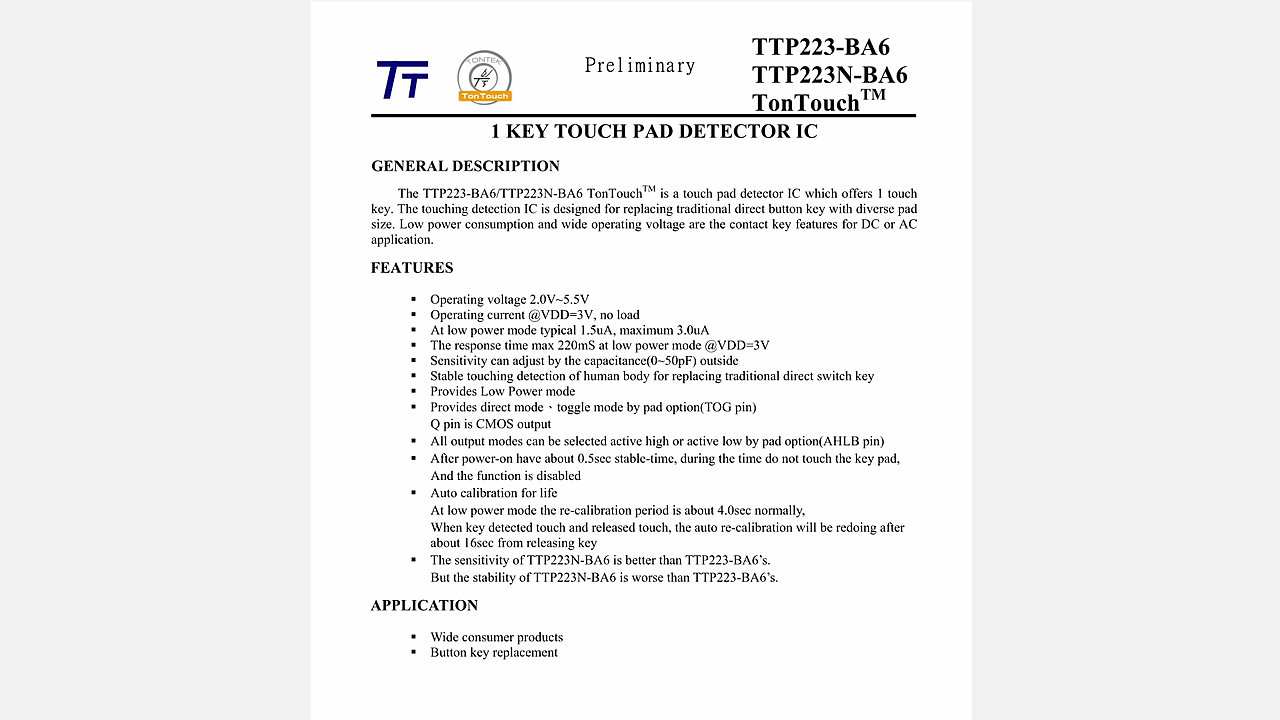 TTP223-BA6
TONTEK
Preliminary
TTP223N-BA6
TT
TonTouch
TonTouch™
1 KEY TOUCH PAD DETECTOR IC
GENERAL DESCRIPTION
The TTP223-BA6/TTP223N-BA6 TonTouch™ is a touch pad detector IC which offers 1 touch
key. The touching detection IC is designed for replacing traditional direct button key with diverse pad
size. Low power consumption and wide operating voltage are the contact key features for DC or AC
application.
FEATURES
▪ Operating voltage 2.0V~5.5V
▪ Operating current @VDD=3V, no load
▪ At low power mode typical 1.5uA, maximum 3.0uA
▪ The response time max 220mS at low power mode @VDD=3V
▪ Sensitivity can adjust by the capacitance(0~50pF) outside
▪ Stable touching detection of human body for replacing traditional direct switch key
▪ Provides Low Power mode
▪ Provides direct mode、toggle mode by pad option(TOG pin)
Q pin is CMOS output
▪ All output modes can be selected active high or active low by pad option(AHLB pin)
▪ After power-on have about 0.5sec stable-time, during the time do not touch the key pad,
And the function is disabled
▪ Auto calibration for life
At low power mode the re-calibration period is about 4.0sec normally,
When key detected touch and released touch, the auto re-calibration will be redoing after
about 16sec from releasing key
▪ The sensitivity of TTP223N-BA6 is better than TTP223-BA6's.
But the stability of TTP223N-BA6 is worse than TTP223-BA6's.
APPLICATION
▪ Wide consumer products
▪ Button key replacement